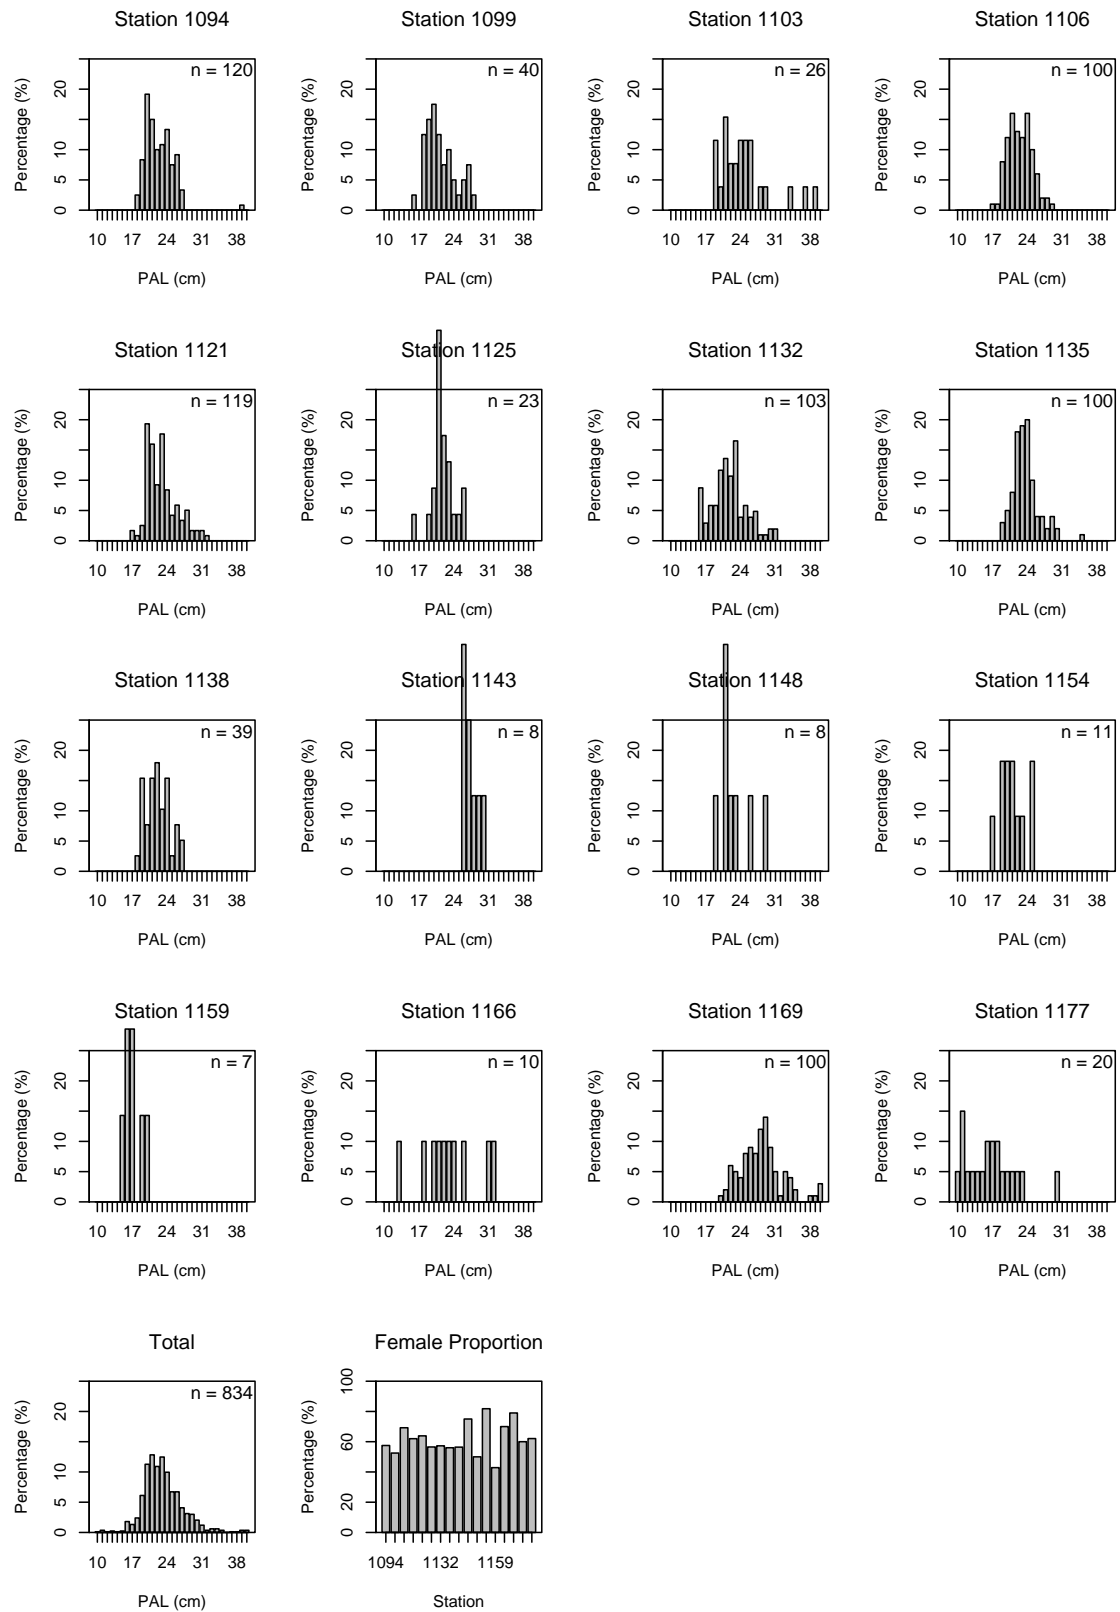 Station 1094
Station 1099
Station 1103
Station 1106
n = 120
n = 40
n = 26
n = 100
Percentage (%)
0 5 10 20
Percentage (%)
0 5 10 20
Percentage (%)
0 5 10 20
Percentage (%)
0 5 10 20
10 17 24 31 38
10 17 24 31 38
10 17 24 31 38
10 17 24 31 38
PAL (cm)
PAL (cm)
PAL (cm)
PAL (cm)
Station 1121
Station 1125
Station 1132
Station 1135
n = 119
n = 23
n = 103
n = 100
Percentage (%)
0 5 10 20
Percentage (%)
0 5 10 20
Percentage (%)
0 5 10 20
Percentage (%)
0 5 10 20
10 17 24 31 38
10 17 24 31 38
10 17 24 31 38
10 17 24 31 38
PAL (cm)
PAL (cm)
PAL (cm)
PAL (cm)
Station 1138
Station 1143
Station 1148
Station 1154
n = 39
n = 8
n = 8
n = 11
Percentage (%)
0 5 10 20
Percentage (%)
0 5 10 20
Percentage (%)
0 5 10 20
Percentage (%)
0 5 10 20
10 17 24 31 38
10 17 24 31 38
10 17 24 31 38
10 17 24 31 38
PAL (cm)
PAL (cm)
PAL (cm)
PAL (cm)
Station 1159
Station 1166
Station 1169
Station 1177
n = 7
n = 10
n = 100
n = 20
Percentage (%)
0 5 10 20
Percentage (%)
0 5 10 20
Percentage (%)
0 5 10 20
Percentage (%)
0 5 10 20
10 17 24 31 38
10 17 24 31 38
10 17 24 31 38
10 17 24 31 38
PAL (cm)
PAL (cm)
PAL (cm)
PAL (cm)
Total
Female Proportion
n = 834
Percentage (%)
0 5 10 20
Percentage (%)
0 20 60 100
10 17 24 31 38
1094 1132 1159
PAL (cm)
Station